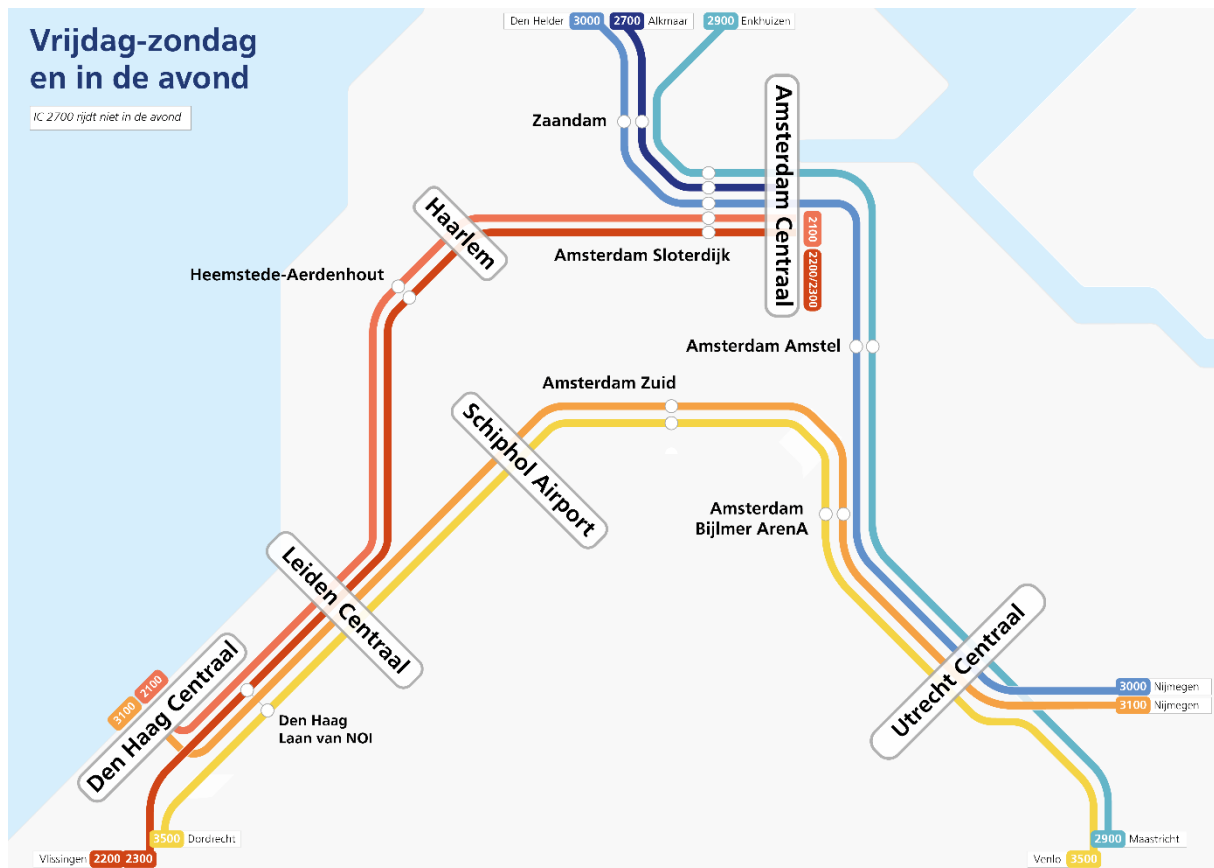 Vrijdag-zondag
en in de avond
IC 2700 rijdt niet in de avond
Den Helder 3000 2700 Alkmaar 2900 Enkhuizen
Zaandam
Amsterdam Centraal
Haarlem
2100
2200/2300
Amsterdam Sloterdijk
Heemstede-Aerdenhout
Amsterdam Amstel
Amsterdam Zuid
Schiphol Airport
Amsterdam
Bijlmer ArenA
Leiden Centraal
Utrecht Centraal
3100 2100
Den Haag Centraal
3000 Nijmegen
3100 Nijmegen
Den Haag
Laan van NOI
3500 Dordrecht
2900 Maastricht
Vlissingen 2200 2300
Venlo 3500